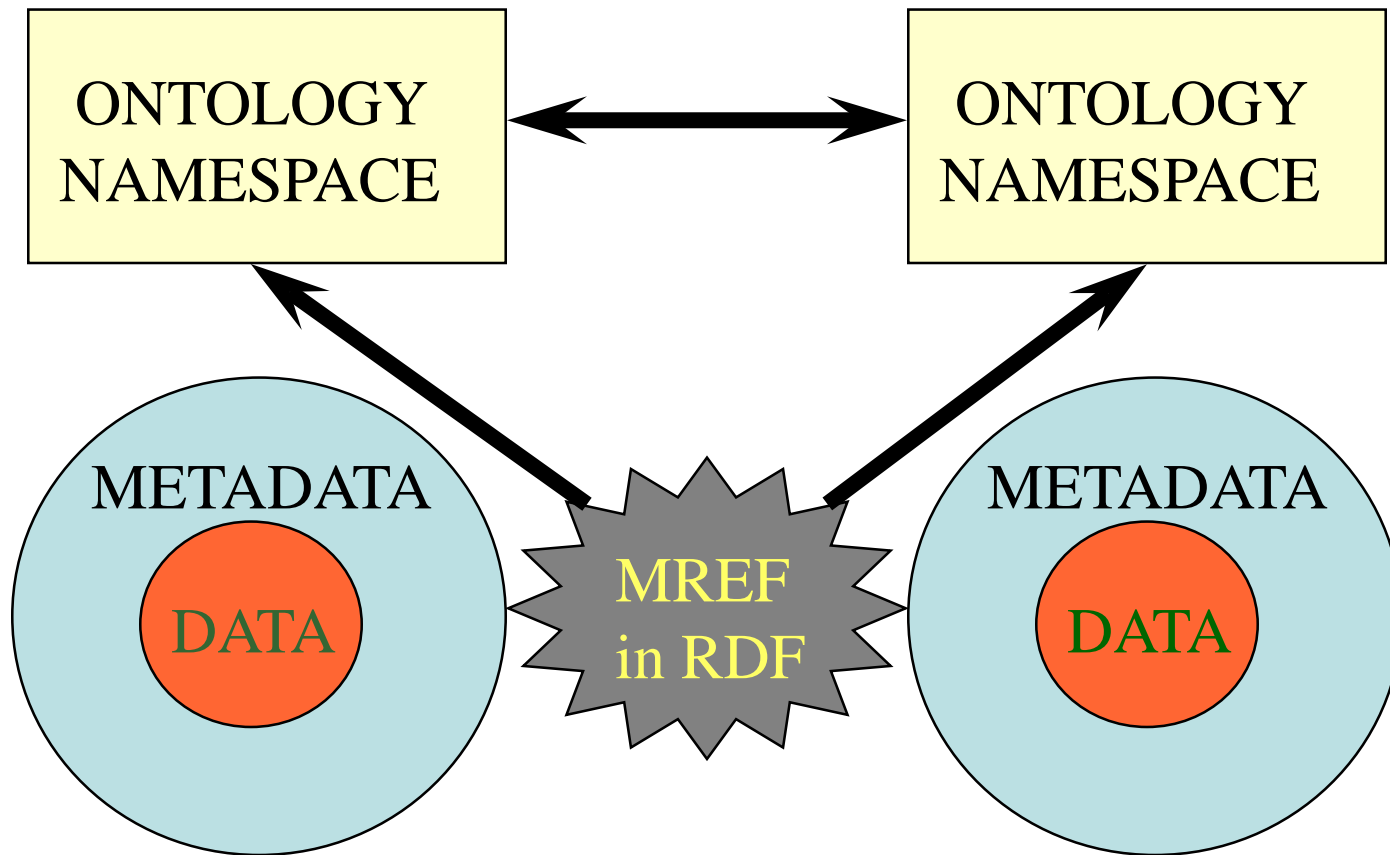 ONTOLOGY
NAMESPACE
ONTOLOGY
NAMESPACE
METADATA
DATA
MREF
in RDF
METADATA
DATA